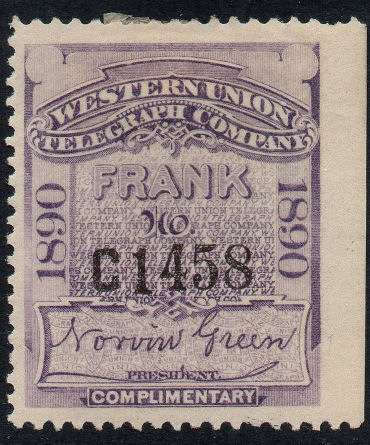 WESTERN UNION
TELEGRAPH COMPANY
FRANK
No.
C1458
1890
1890
Norvin Green
PRESIDENT.
COMPLIMENTARY